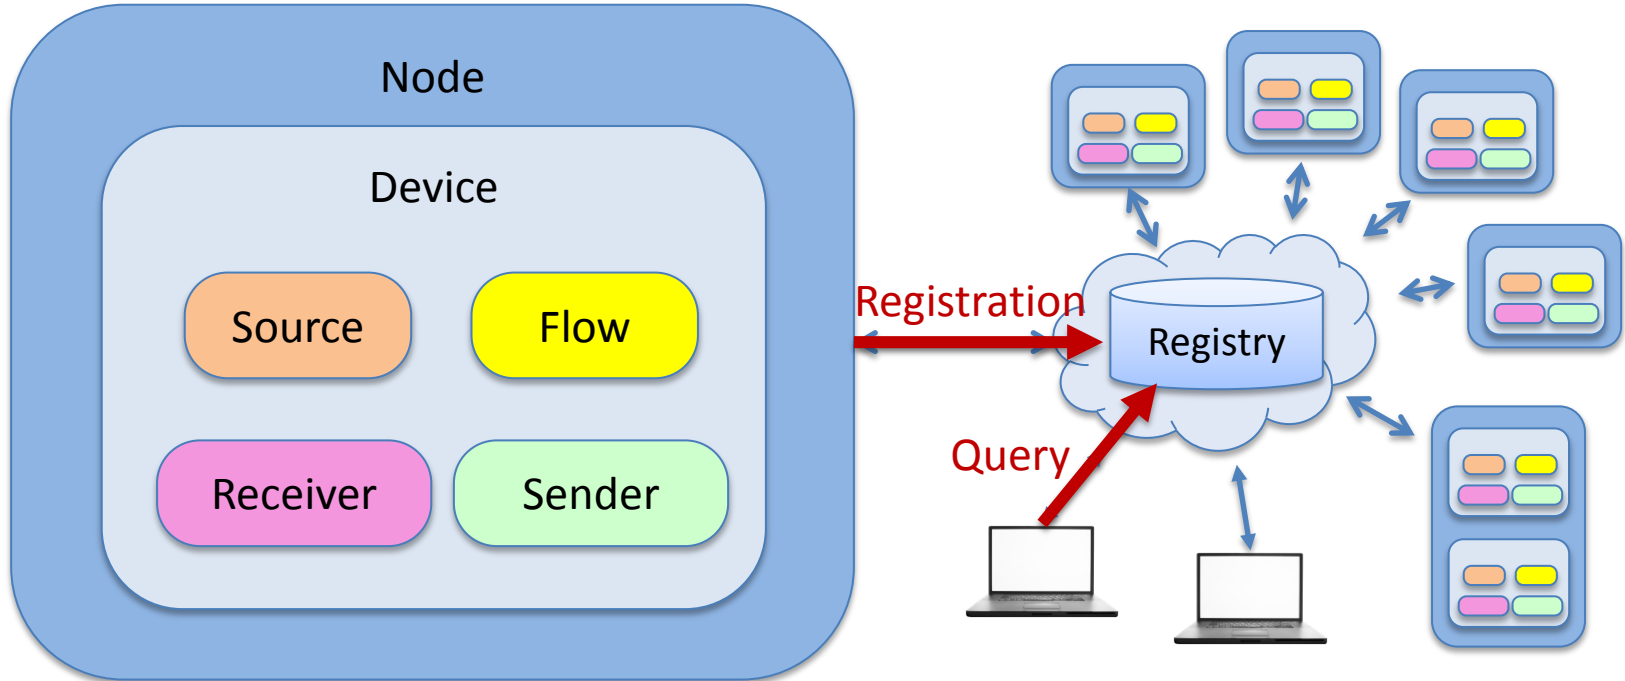 Node
Device
Source
Flow
Receiver
Sender
Registration
Registry
Query